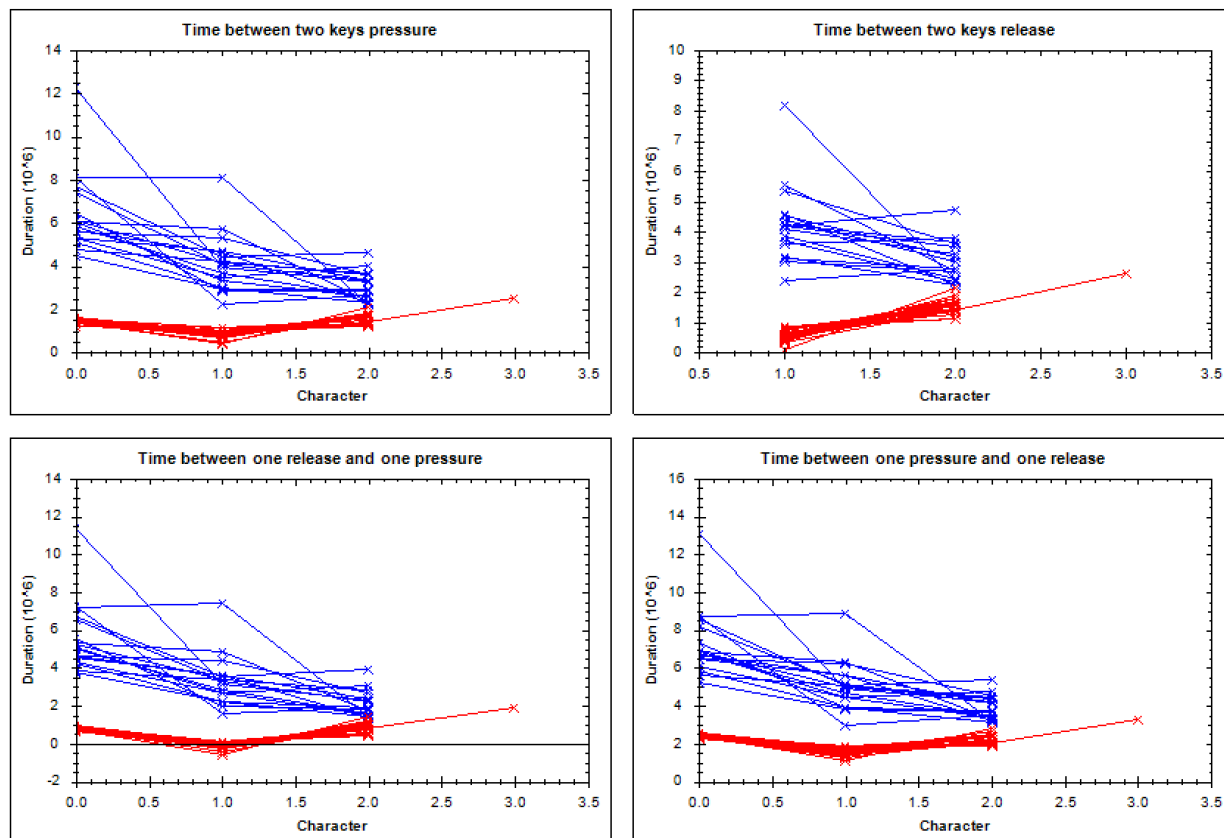 Time between two keys pressure
14
12
10
8
6
4
2
0
Duration (10^6)
0.0 0.5 1.0 1.5 2.0 2.5 3.0 3.5
Character
Time between two keys release
10
9
8
7
6
5
4
3
2
1
0
Duration (10^6)
0.5 1.0 1.5 2.0 2.5 3.0 3.5
Character
Time between one release and one pressure
14
12
10
8
6
4
2
0
-2
Duration (10^6)
0.0 0.5 1.0 1.5 2.0 2.5 3.0 3.5
Character
Time between one pressure and one release
16
14
12
10
8
6
4
2
0
Duration (10^6)
0.0 0.5 1.0 1.5 2.0 2.5 3.0 3.5
Character